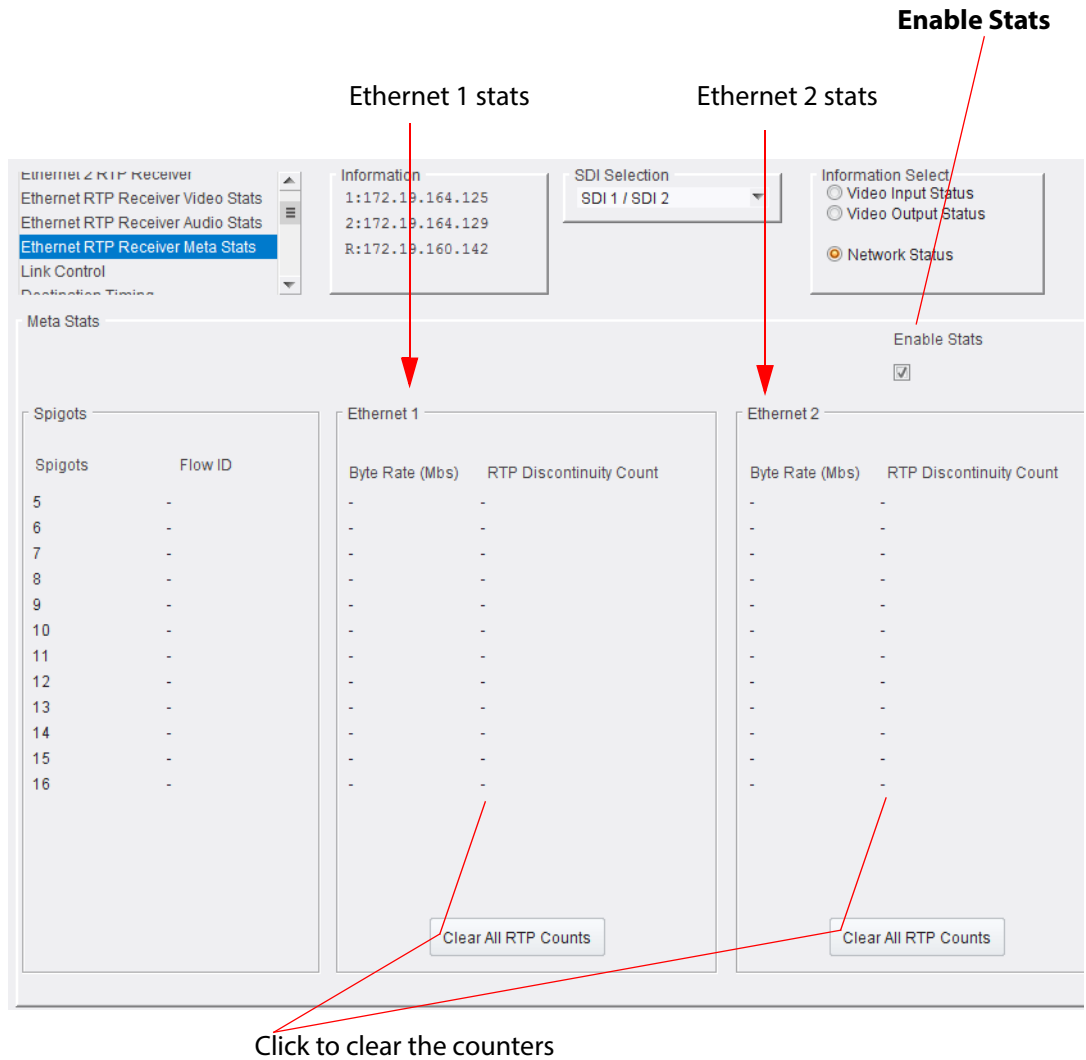 Enable Stats
Ethernet 1 stats
Ethernet 2 stats
Ethernet 2 RTP Receiver
Ethernet RTP Receiver Video Stats
Ethernet RTP Receiver Audio Stats
Ethernet RTP Receiver Meta Stats
Link Control
Destination Timing
Information
1:172.19.164.125
2:172.19.164.129
R:172.19.160.142
SDI Selection
SDI 1 / SDI 2
Information Select
Video Input Status
Video Output Status
Network Status
Meta Stats
Enable Stats
Spigots
Ethernet 1
Ethernet 2
Spigots Flow ID Byte Rate (Mbs) RTP Discontinuity Count Byte Rate (Mbs) RTP Discontinuity Count
5 - - - - -
6 - - - - -
7 - - - - -
8 - - - - -
9 - - - - -
10 - - - - -
11 - - - - -
12 - - - - -
13 - - - - -
14 - - - - -
15 - - - - -
16 - - - - -
Clear All RTP Counts
Clear All RTP Counts
Click to clear the counters